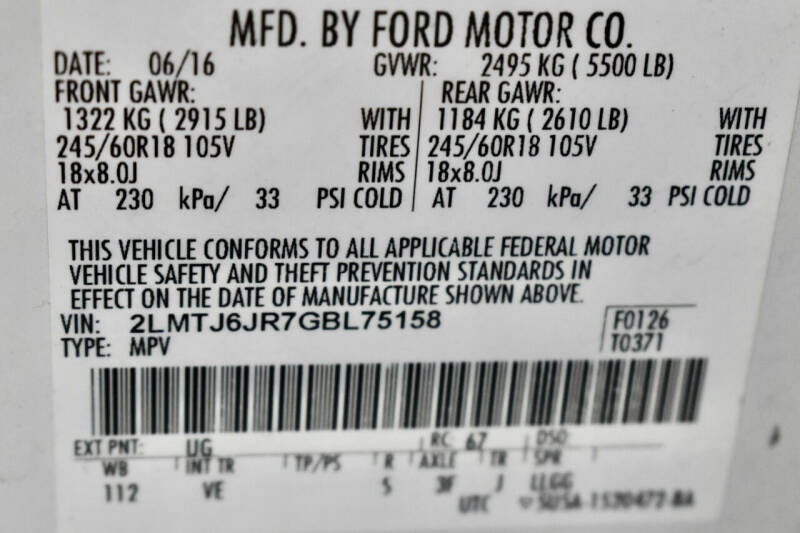 MFD. BY FORD MOTOR CO.
DATE: 06/16 GVWR: 2495 KG ( 5500 LB)
FRONT GAWR: REAR GAWR:
1322 KG ( 2915 LB) WITH 1184 KG ( 2610 LB) WITH
245/60R18 105V TIRES 245/60R18 105V TIRES
18x8.0J RIMS 18x8.0J RIMS
AT 230 kPa/ 33 PSI COLD AT 230 kPa/ 33 PSI COLD
THIS VEHICLE CONFORMS TO ALL APPLICABLE FEDERAL MOTOR
VEHICLE SAFETY AND THEFT PREVENTION STANDARDS IN
EFFECT ON THE DATE OF MANUFACTURE SHOWN ABOVE.
VIN: 2LMTJ6JR7GBL75158 F0126
TYPE: MPV T0371
EXT PNT: UG RC: 67 DSO:
WB INT TR TP/PS R AXLE TR SPR
112 VE 5 3F J LLGG
UTC